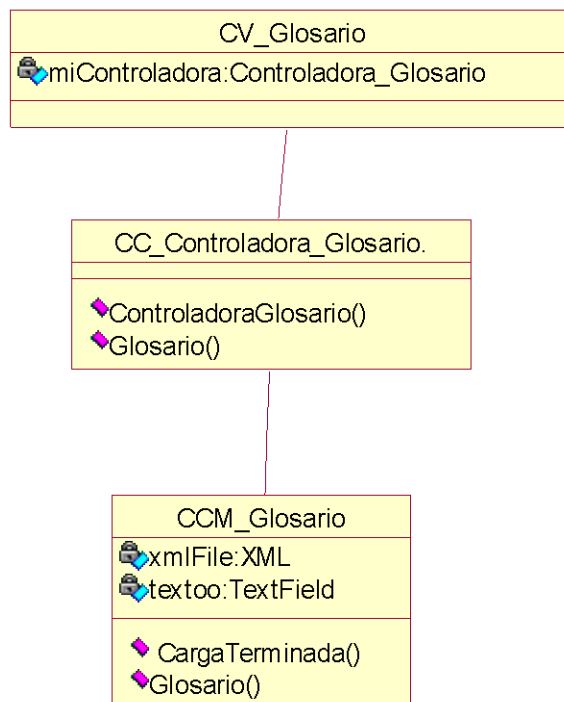 CV_Glosario
miControladora:Controladora_Glosario
CC_Controladora_Glosario.
ControladoraGlosario()
Glosario()
CCM_Glosario
xmlFile:XML
textoo:TextField
CargaTerminada()
Glosario()